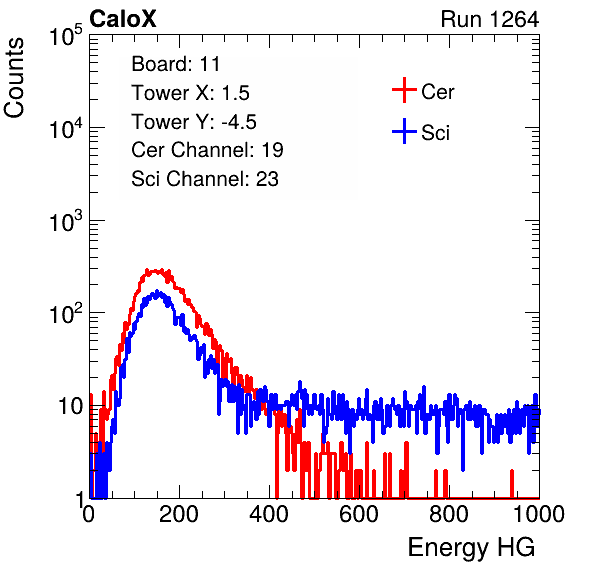 CaloX Run 1264
Counts
10^5
10^4
10^3
10^2
10
1
Board: 11
Tower X: 1.5
Tower Y: -4.5
Cer Channel: 19
Sci Channel: 23
Cer
Sci
0 200 400 600 800 1000
Energy HG